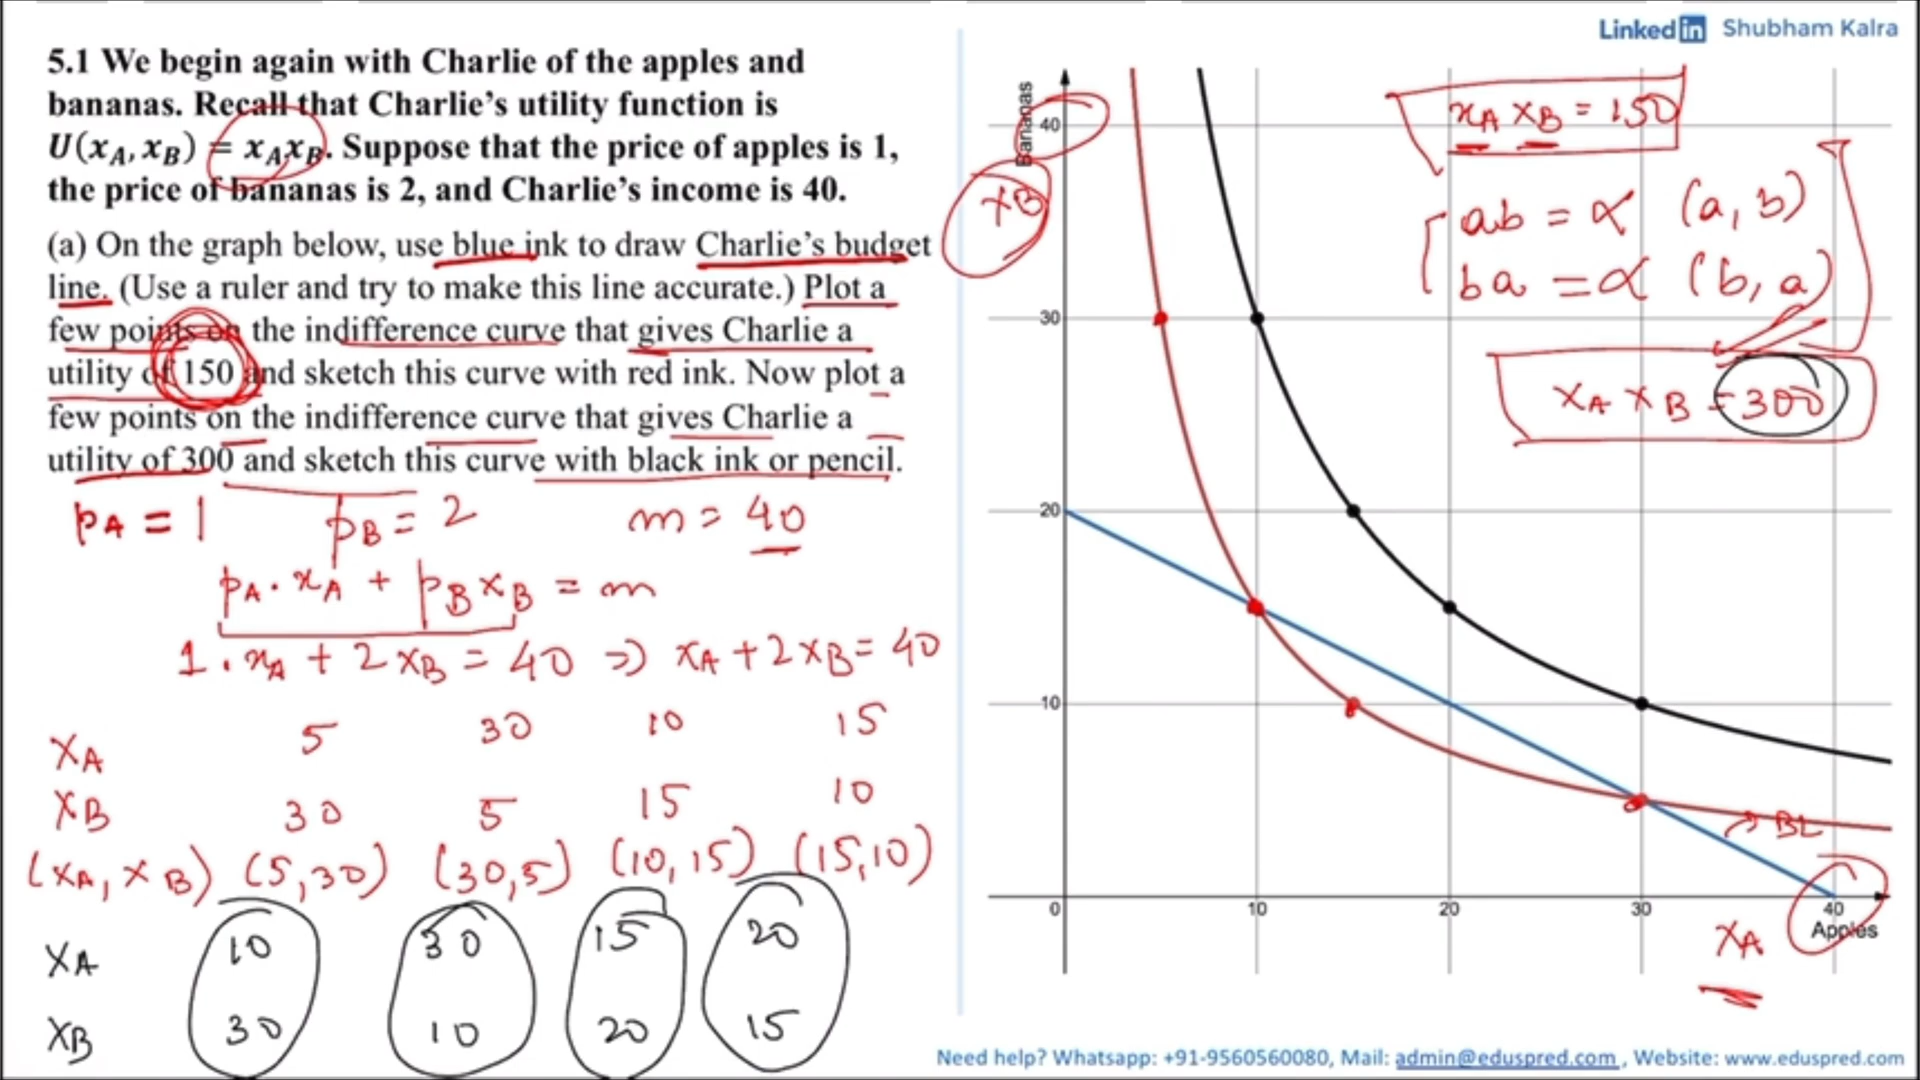 Linked in Shubham Kalra
5.1 We begin again with Charlie of the apples and
bananas. Recall that Charlie's utility function is
U(xA, xB) = xAxB. Suppose that the price of apples is 1,
the price of bananas is 2, and Charlie's income is 40.
(a) On the graph below, use blue ink to draw Charlie's budget
line. (Use a ruler and try to make this line accurate.) Plot a
few points on the indifference curve that gives Charlie a
utility of 150 and sketch this curve with red ink. Now plot a
few points on the indifference curve that gives Charlie a
utility of 300 and sketch this curve with black ink or pencil.
pA = 1 pB = 2 m = 40
pA · xA + pB xB = m
1 · xA + 2xB = 40 ⇒ xA + 2xB = 40
xA 5 30 10 15
xB 30 5 15 10
(xA, xB) (5,30) (30,5) (10,15) (15,10)
xA 10 30 15 20
xB 30 10 20 15
Bananas
xB
40
30
20
10
0 10 20 30 40
Apples
xA
BL
xA xB = 150
ab = α (a, b)
ba = α (b, a)
xA xB = 300
Need help? Whatsapp: +91-9560560080, Mail: admin@eduspred.com , Website: www.eduspred.com